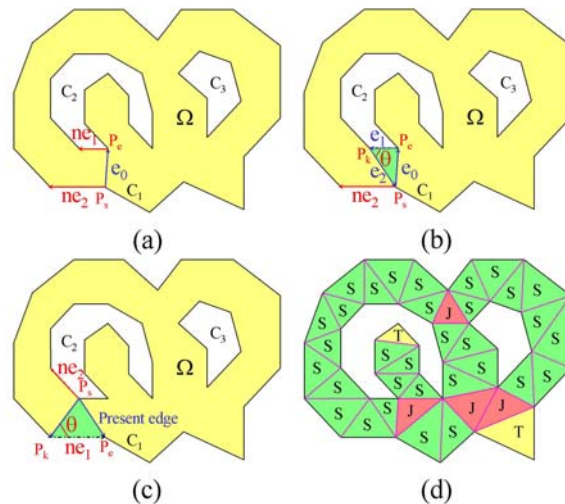 C₂
C₃
Ω
ne₁
Pₑ
e₀
ne₂
Pₛ
C₁
(a)
C₂
C₃
Ω
e₁
Pₑ
Pₖ
θ
e₂
e₀
ne₂
Pₛ
C₁
(b)
C₂
C₃
Ω
ne₂
Pₛ
Present edge
θ
Pₖ
ne₁
Pₑ
C₁
(c)
S S S S S S
S S J S S
S T S
S S S S S
S S S S S
S S J J J
S S S T
(d)